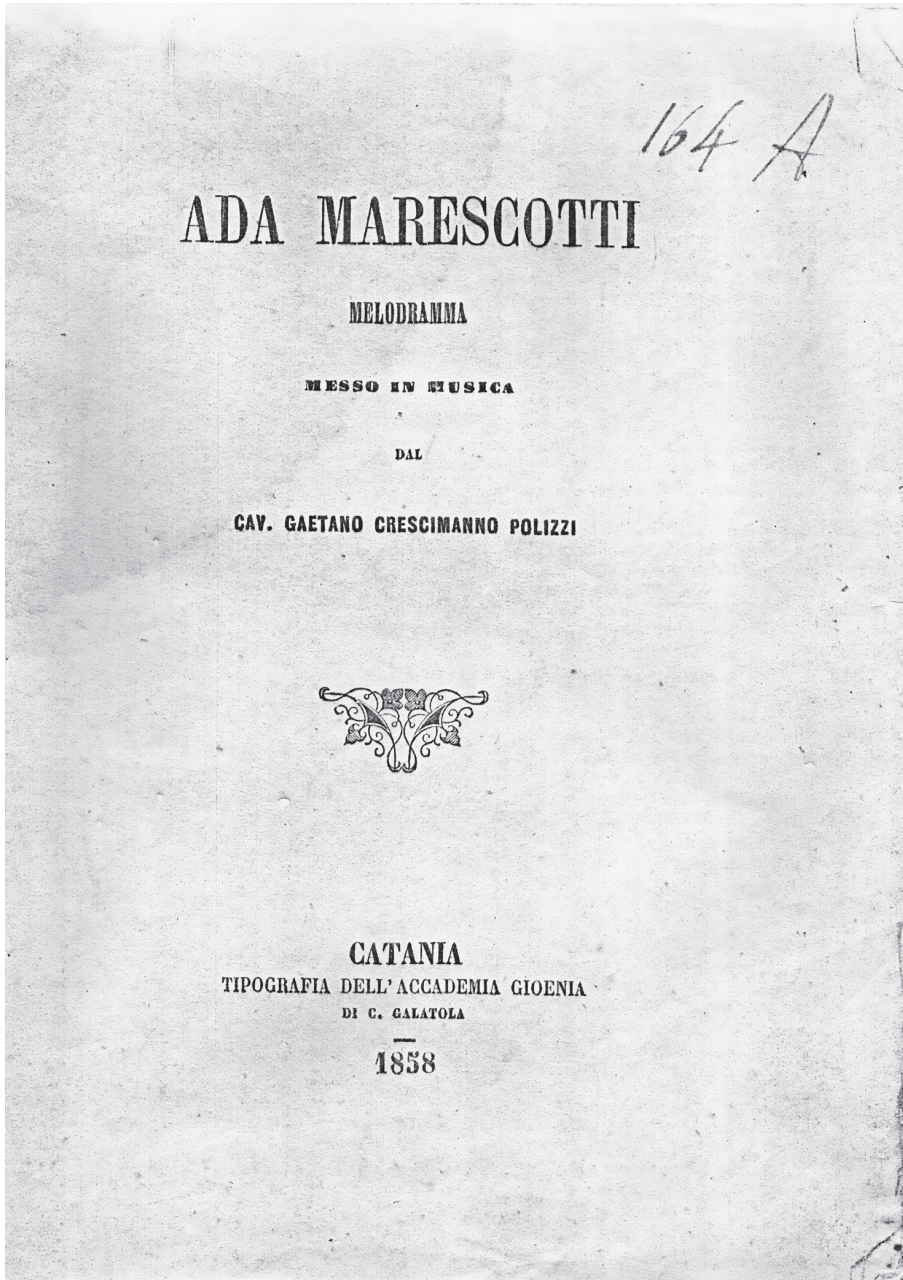 164 A
ADA MARESCOTTI
MELODRAMMA
MESSO IN MUSICA
DAL
CAV. GAETANO CRESCIMANNO POLIZZI
CATANIA
TIPOGRAFIA DELL'ACCADEMIA GIOENIA
DI C. GALATOLA
1858